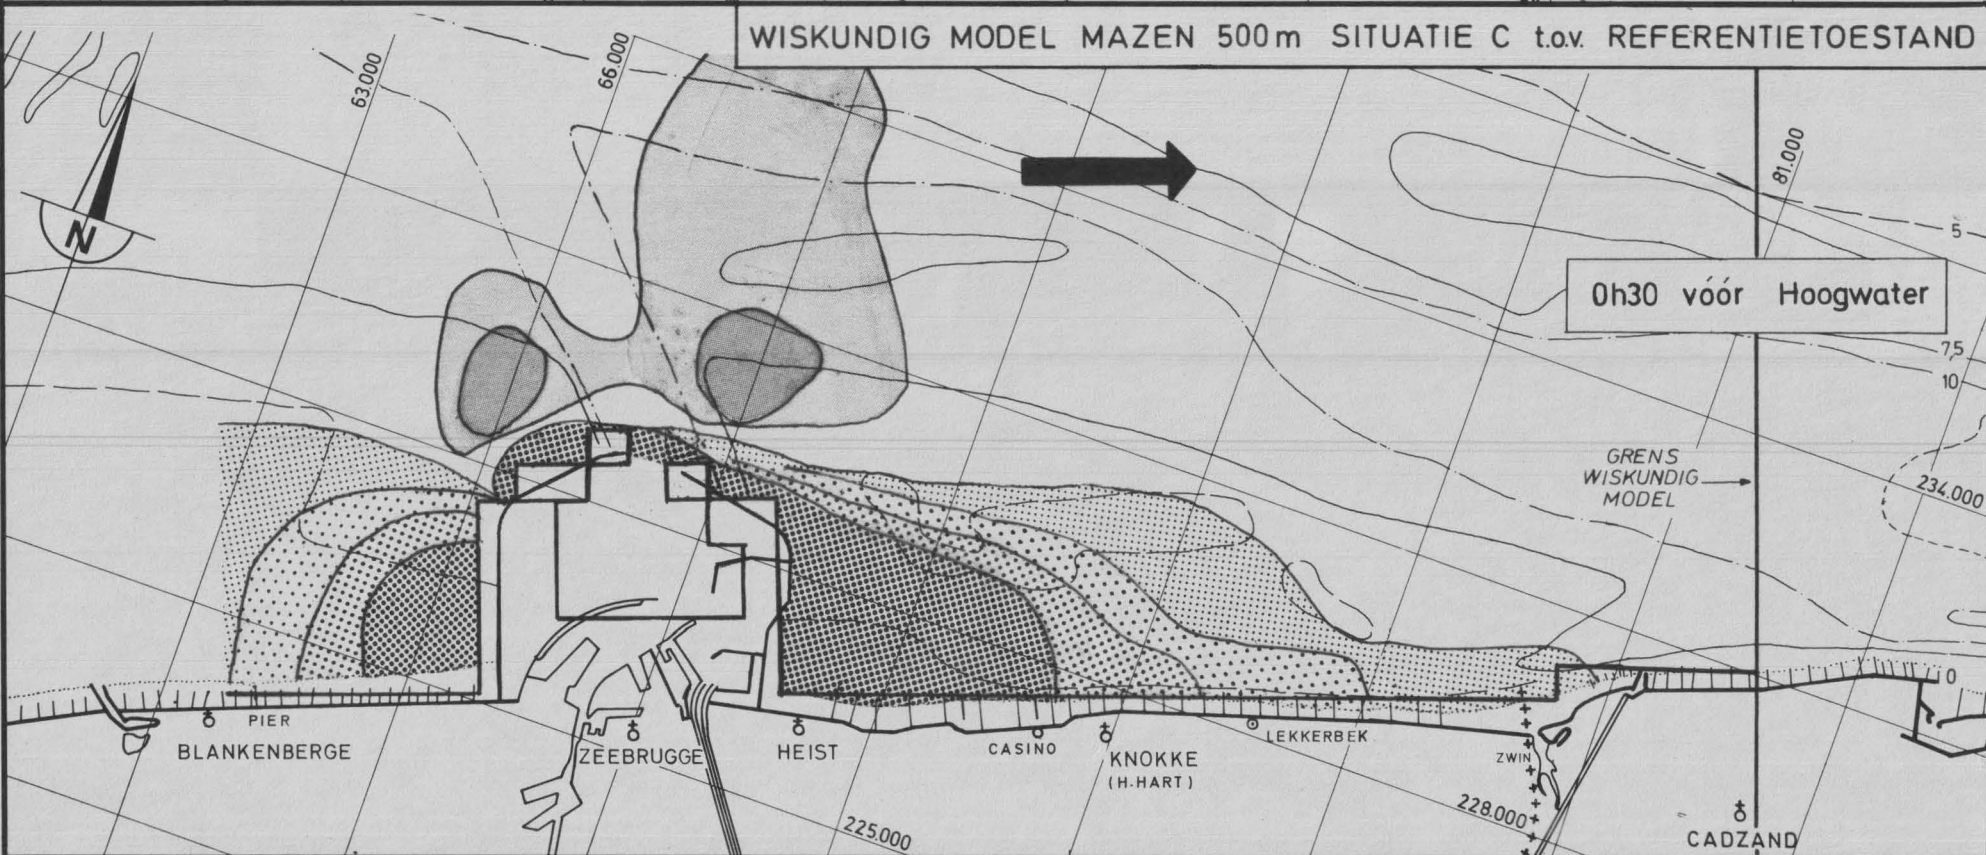 WISKUNDIG MODEL MAZEN 500m SITUATIE C t.o.v. REFERENTIETOESTAND
63.000
66.000
81.000
N
5
0h30 vóór Hoogwater
7,5
10
GRENS
WISKUNDIG
MODEL
234.000
0
PIER
BLANKENBERGE
ZEEBRUGGE
HEIST
CASINO
KNOKKE
(H-HART)
LEKKERBEK
ZWIN
228.000
225.000
CADZAND